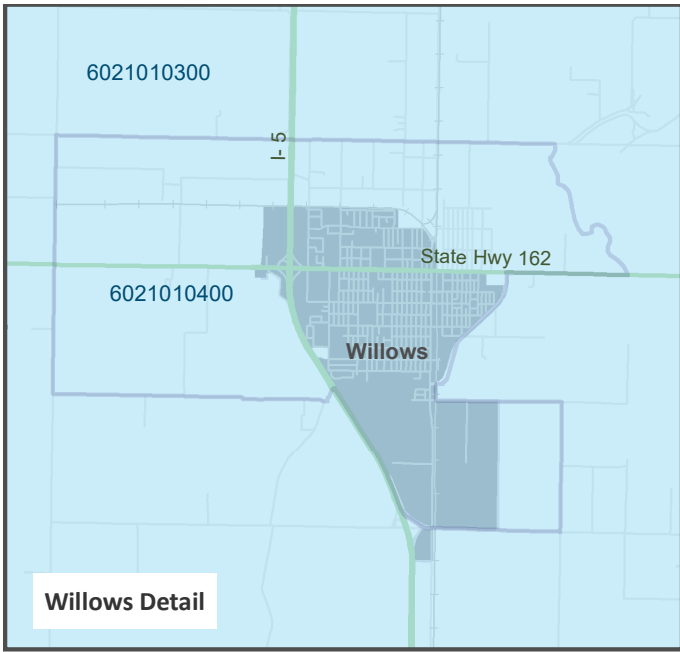 6021010300
I- 5
State Hwy 162
6021010400
Willows
Willows Detail